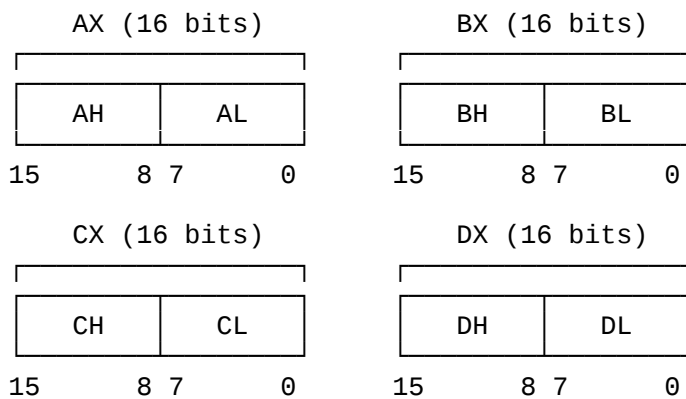 AX (16 bits) BX (16 bits)
AH AL BH BL
15 8 7 0 15 8 7 0
CX (16 bits) DX (16 bits)
CH CL DH DL
15 8 7 0 15 8 7 0